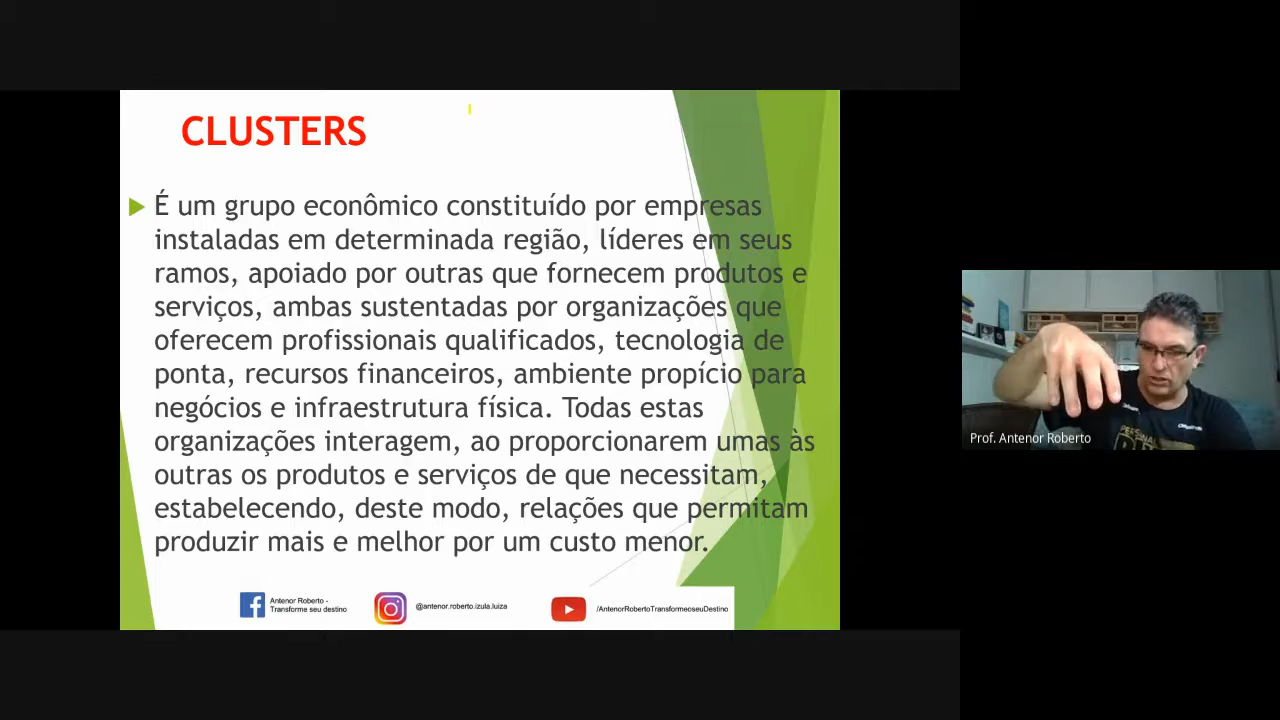 CLUSTERS
É um grupo econômico constituído por empresas
instaladas em determinada região, líderes em seus
ramos, apoiado por outras que fornecem produtos e
serviços, ambas sustentadas por organizações que
oferecem profissionais qualificados, tecnologia de
ponta, recursos financeiros, ambiente propício para
negócios e infraestrutura física. Todas estas
organizações interagem, ao proporcionarem umas às
outras os produtos e serviços de que necessitam,
estabelecendo, deste modo, relações que permitam
produzir mais e melhor por um custo menor.
Antenor Roberto -
Transforme seu destino
@antenor.roberto.izula.luiza
/AntenorRobertoTransformeoseuDestino
Prof. Antenor Roberto